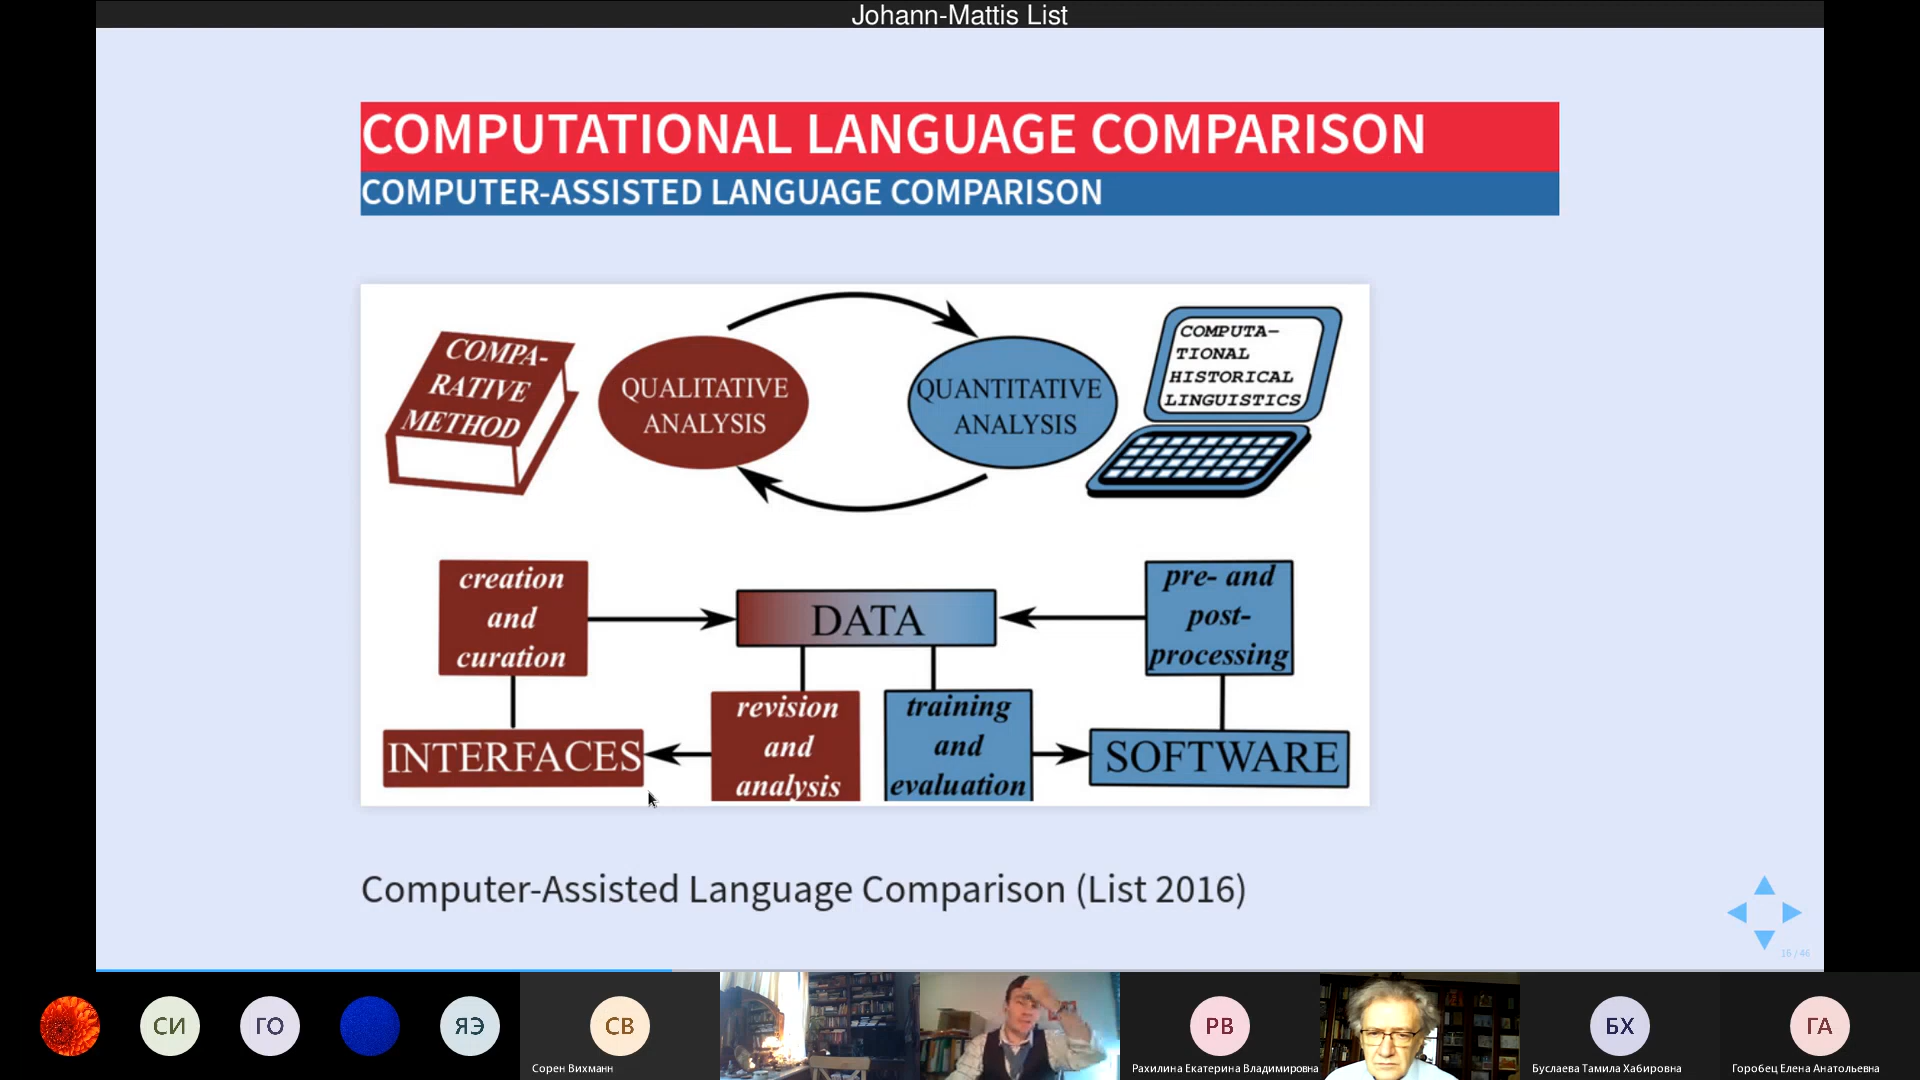 Johann-Mattis List
COMPUTATIONAL LANGUAGE COMPARISON
COMPUTER-ASSISTED LANGUAGE COMPARISON
COMPA-
RATIVE
METHOD
QUALITATIVE
ANALYSIS
QUANTITATIVE
ANALYSIS
COMPUTA-
TIONAL
HISTORICAL
LINGUISTICS
creation
and
curation
DATA
pre- and
post-
processing
INTERFACES
revision
and
analysis
training
and
evaluation
SOFTWARE
Computer-Assisted Language Comparison (List 2016)
16 / 46
СИ
ГО
ЯЭ
СВ
Сорен Вихманн
РВ
Рахилина Екатерина Владимировна
БХ
Буслаева Тамила Хабировна
ГА
Горобец Елена Анатольевна